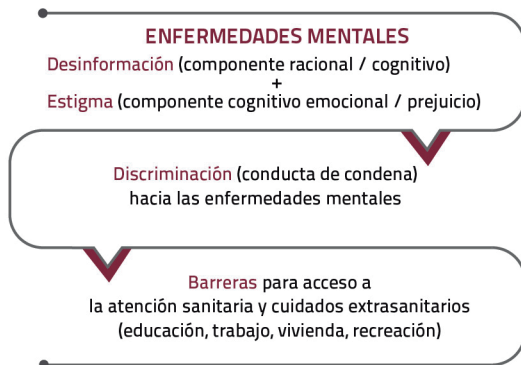 ENFERMEDADES MENTALES
Desinformación (componente racional / cognitivo)
+
Estigma (componente cognitivo emocional / prejuicio)
Discriminación (conducta de condena)
hacia las enfermedades mentales
Barreras para acceso a
la atención sanitaria y cuidados extrasanitarios
(educación, trabajo, vivienda, recreación)